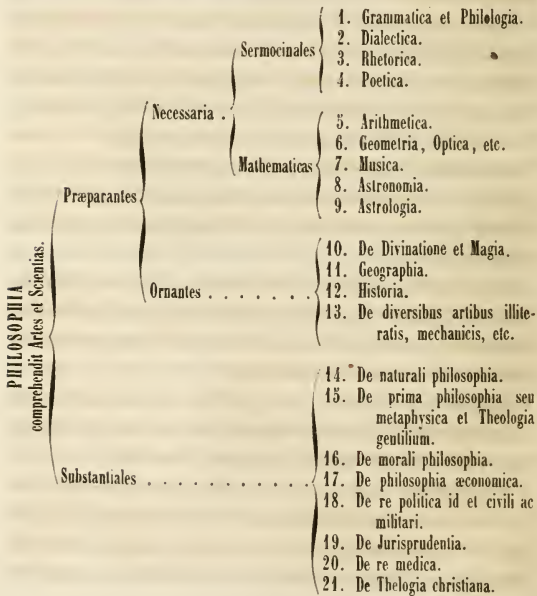 PHILOSOPHIA
comprehendit Artes et Scientias.
Præparantes
Necessaria .
Sermocinales
1. Grammatica et Philologia.
2. Dialectica.
3. Rhetorica.
4. Poetica.
Mathematicas
5. Arithmetica.
6. Geometria, Optica, etc.
7. Musica.
8. Astronomia.
9. Astrologia.
Ornantes . . . . . . .
10. De Divinatione et Magia.
11. Geographia.
12. Historia.
13. De diversibus artibus illite-
ratis, mechanicis, etc.
Substantiales . . . . . . . . . .
14. De naturali philosophia.
15. De prima philosophia seu
metaphysica et Theologia
gentilium.
16. De morali philosophia.
17. De philosophia æconomica.
18. De re politica id et civili ac
militari.
19. De Jurisprudentia.
20. De re medica.
21. De Thelogia christiana.